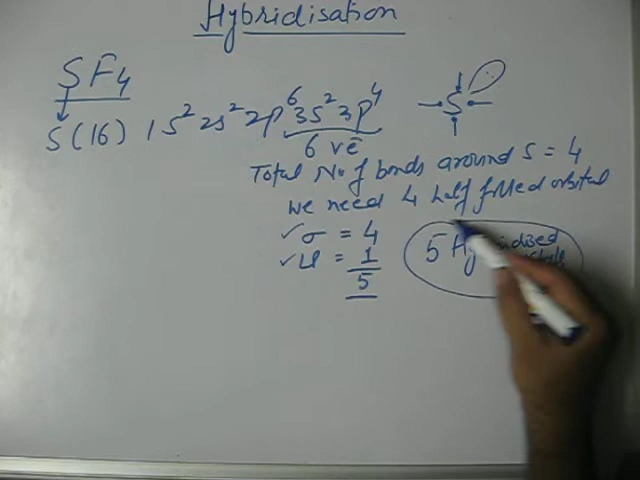 Hybridisation
SF4
S
S(16) 1s² 2s² 2p⁶ 3s² 3p⁴
6 ve⁻
Total No of bonds around S = 4
we need 4 half filled orbital
✓σ = 4
✓LP = 1
5
5